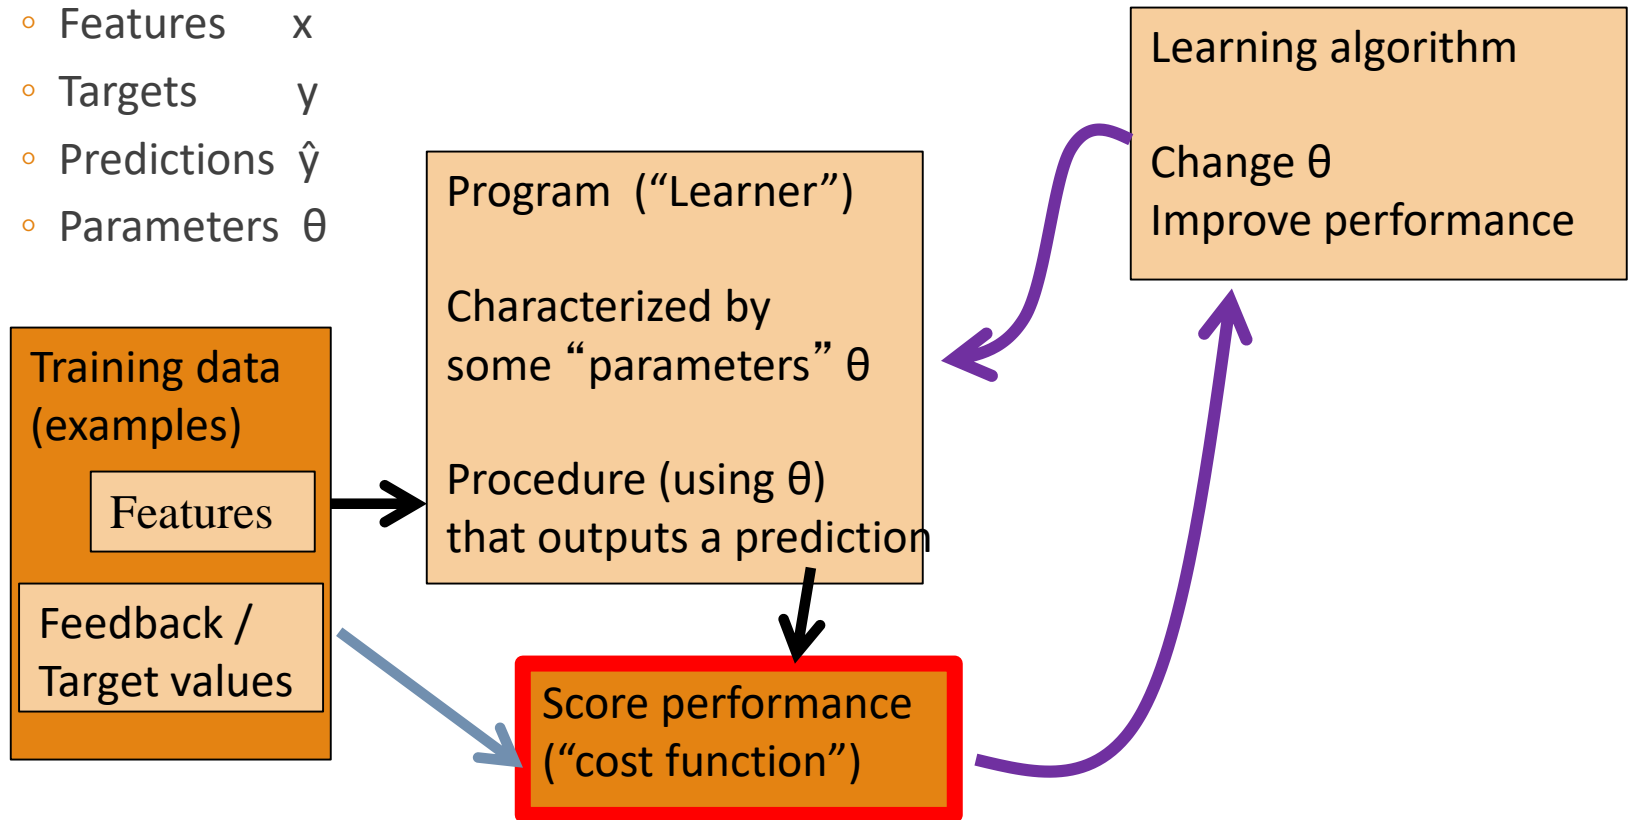 ◦ Features x
◦ Targets y
◦ Predictions ŷ
◦ Parameters θ
Training data
(examples)
Features
Feedback /
Target values
Program (“Learner”)
Characterized by
some “parameters” θ
Procedure (using θ)
that outputs a prediction
Score performance
(“cost function”)
Learning algorithm
Change θ
Improve performance